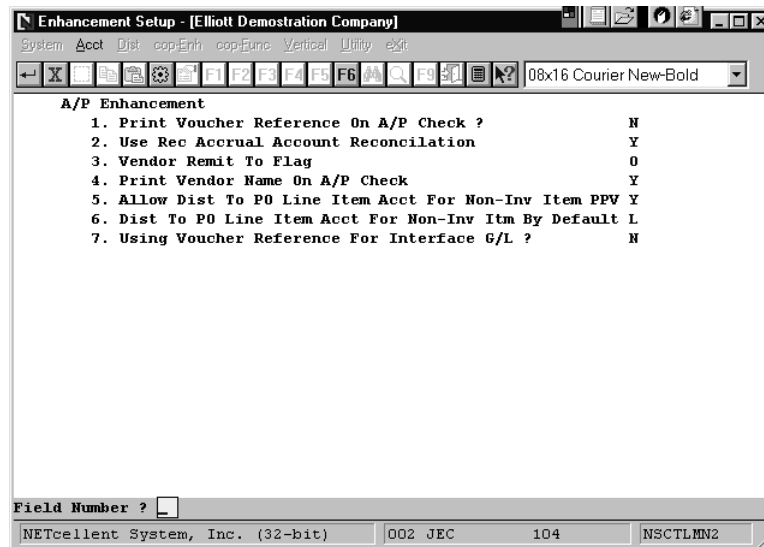 Enhancement Setup - [Elliott Demostration Company]
System Acct Dist cop-Enh cop-Func Vertical Utility eXit
X F1 F2 F3 F4 F5 F6 F9 08x16 Courier New-Bold
A/P Enhancement
1. Print Voucher Reference On A/P Check ? N
2. Use Rec Accrual Account Reconcilation Y
3. Vendor Remit To Flag O
4. Print Vendor Name On A/P Check Y
5. Allow Dist To PO Line Item Acct For Non-Inv Item PPV Y
6. Dist To PO Line Item Acct For Non-Inv Itm By Default L
7. Using Voucher Reference For Interface G/L ? N
Field Number ? _
NETcellent System, Inc. (32-bit) 002 JEC 104 NSCTLMN2